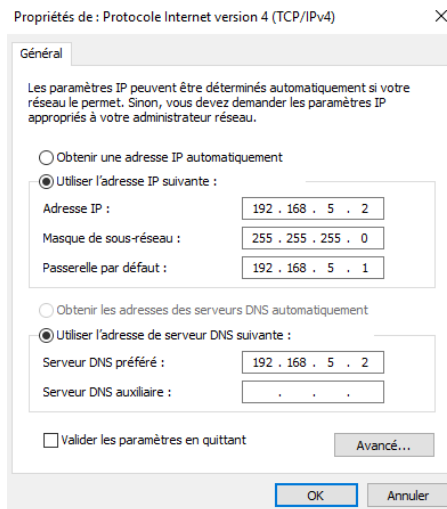 Propriétés de : Protocole Internet version 4 (TCP/IPv4)
Général
Les paramètres IP peuvent être déterminés automatiquement si votre
réseau le permet. Sinon, vous devez demander les paramètres IP
appropriés à votre administrateur réseau.
Obtenir une adresse IP automatiquement
Utiliser l'adresse IP suivante :
Adresse IP : 192 . 168 . 5 . 2
Masque de sous-réseau : 255 . 255 . 255 . 0
Passerelle par défaut : 192 . 168 . 5 . 1
Obtenir les adresses des serveurs DNS automatiquement
Utiliser l'adresse de serveur DNS suivante :
Serveur DNS préféré : 192 . 168 . 5 . 2
Serveur DNS auxiliaire : . . .
Valider les paramètres en quittant
Avancé...
OK Annuler